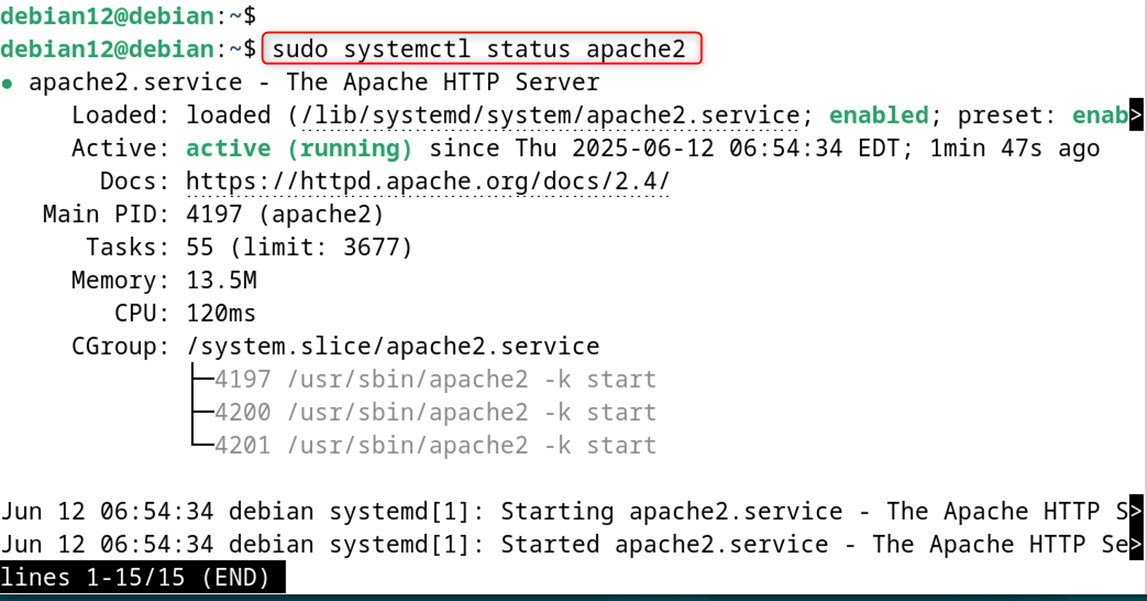 debian12@debian:~$
debian12@debian:~$ sudo systemctl status apache2
● apache2.service - The Apache HTTP Server
     Loaded: loaded (/lib/systemd/system/apache2.service; enabled; preset: enab>
     Active: active (running) since Thu 2025-06-12 06:54:34 EDT; 1min 47s ago
       Docs: https://httpd.apache.org/docs/2.4/
   Main PID: 4197 (apache2)
      Tasks: 55 (limit: 3677)
     Memory: 13.5M
        CPU: 120ms
     CGroup: /system.slice/apache2.service
             ├─4197 /usr/sbin/apache2 -k start
             ├─4200 /usr/sbin/apache2 -k start
             └─4201 /usr/sbin/apache2 -k start
Jun 12 06:54:34 debian systemd[1]: Starting apache2.service - The Apache HTTP S>
Jun 12 06:54:34 debian systemd[1]: Started apache2.service - The Apache HTTP Se>
lines 1-15/15 (END)